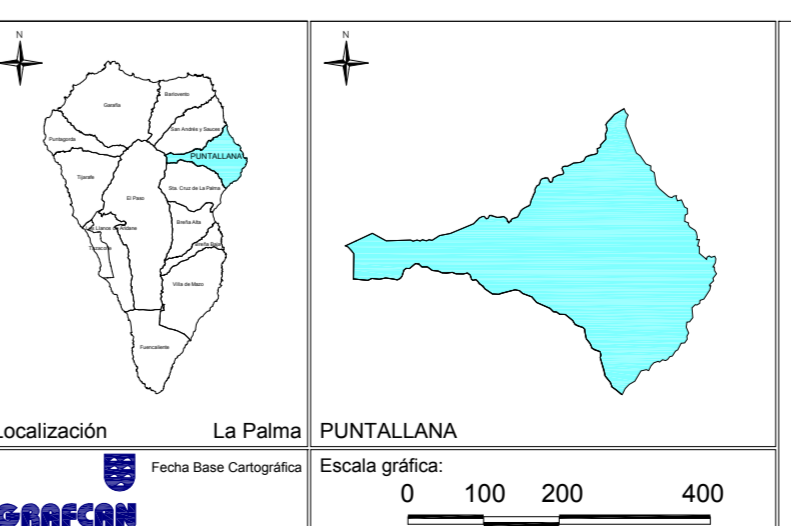 N
Garafía
Barlovento
San Andrés y Sauces
Puntagorda
PUNTALLANA
Tijarafe
Sta. Cruz de La Palma
El Paso
Breña Alta
Los Llanos de Aridane
Breña Baja
Tazacorte
Villa de Mazo
Fuencaliente
Localización
La Palma
N
PUNTALLANA
Fecha Base Cartográfica
GRAFCAN
Escala gráfica:
0 100 200 400